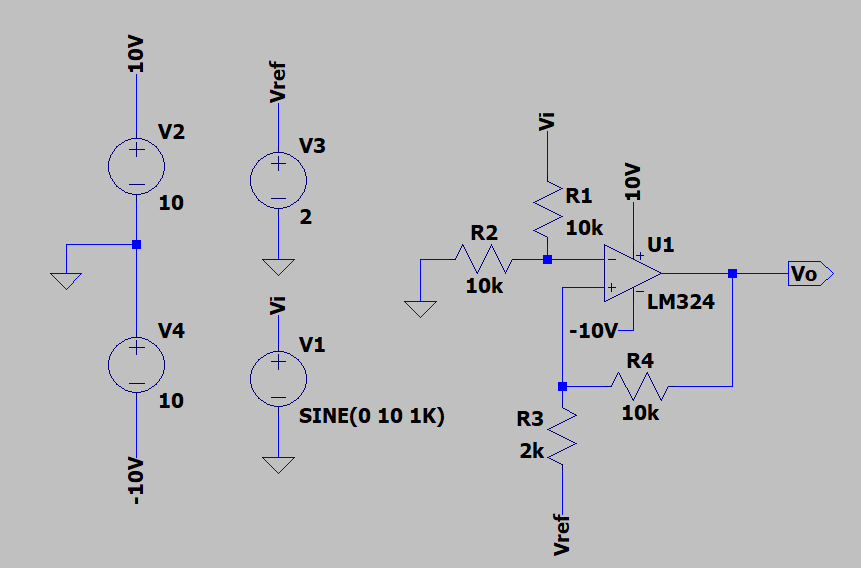 10V
V2
10
V4
10
-10V
Vref
V3
2
Vi
V1
SINE(0 10 1K)
Vi
R1
10k
R2
10k
10V
U1
LM324
-10V
R4
10k
R3
2k
Vref
Vo